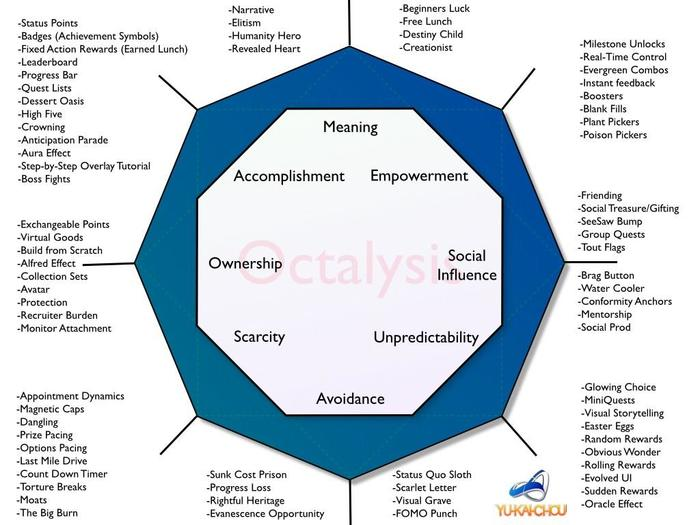 -Narrative
-Elitism
-Humanity Hero
-Revealed Heart
-Beginners Luck
-Free Lunch
-Destiny Child
-Creationist
-Status Points
-Badges (Achievement Symbols)
-Fixed Action Rewards (Earned Lunch)
-Leaderboard
-Progress Bar
-Quest Lists
-Dessert Oasis
-High Five
-Crowning
-Anticipation Parade
-Aura Effect
-Step-by-Step Overlay Tutorial
-Boss Fights
-Milestone Unlocks
-Real-Time Control
-Evergreen Combos
-Instant feedback
-Boosters
-Blank Fills
-Plant Pickers
-Poison Pickers
Meaning
Accomplishment
Empowerment
Octalysis
Ownership
Social
Influence
Scarcity
Unpredictability
Avoidance
-Exchangeable Points
-Virtual Goods
-Build from Scratch
-Alfred Effect
-Collection Sets
-Avatar
-Protection
-Recruiter Burden
-Monitor Attachment
-Friending
-Social Treasure/Gifting
-SeeSaw Bump
-Group Quests
-Tout Flags
-Brag Button
-Water Cooler
-Conformity Anchors
-Mentorship
-Social Prod
-Appointment Dynamics
-Magnetic Caps
-Dangling
-Prize Pacing
-Options Pacing
-Last Mile Drive
-Count Down Timer
-Torture Breaks
-Moats
-The Big Burn
-Sunk Cost Prison
-Progress Loss
-Rightful Heritage
-Evanescence Opportunity
-Status Quo Sloth
-Scarlet Letter
-Visual Grave
-FOMO Punch
-Glowing Choice
-MiniQuests
-Visual Storytelling
-Easter Eggs
-Random Rewards
-Obvious Wonder
-Rolling Rewards
-Evolved UI
-Sudden Rewards
-Oracle Effect
YUKAICHOU